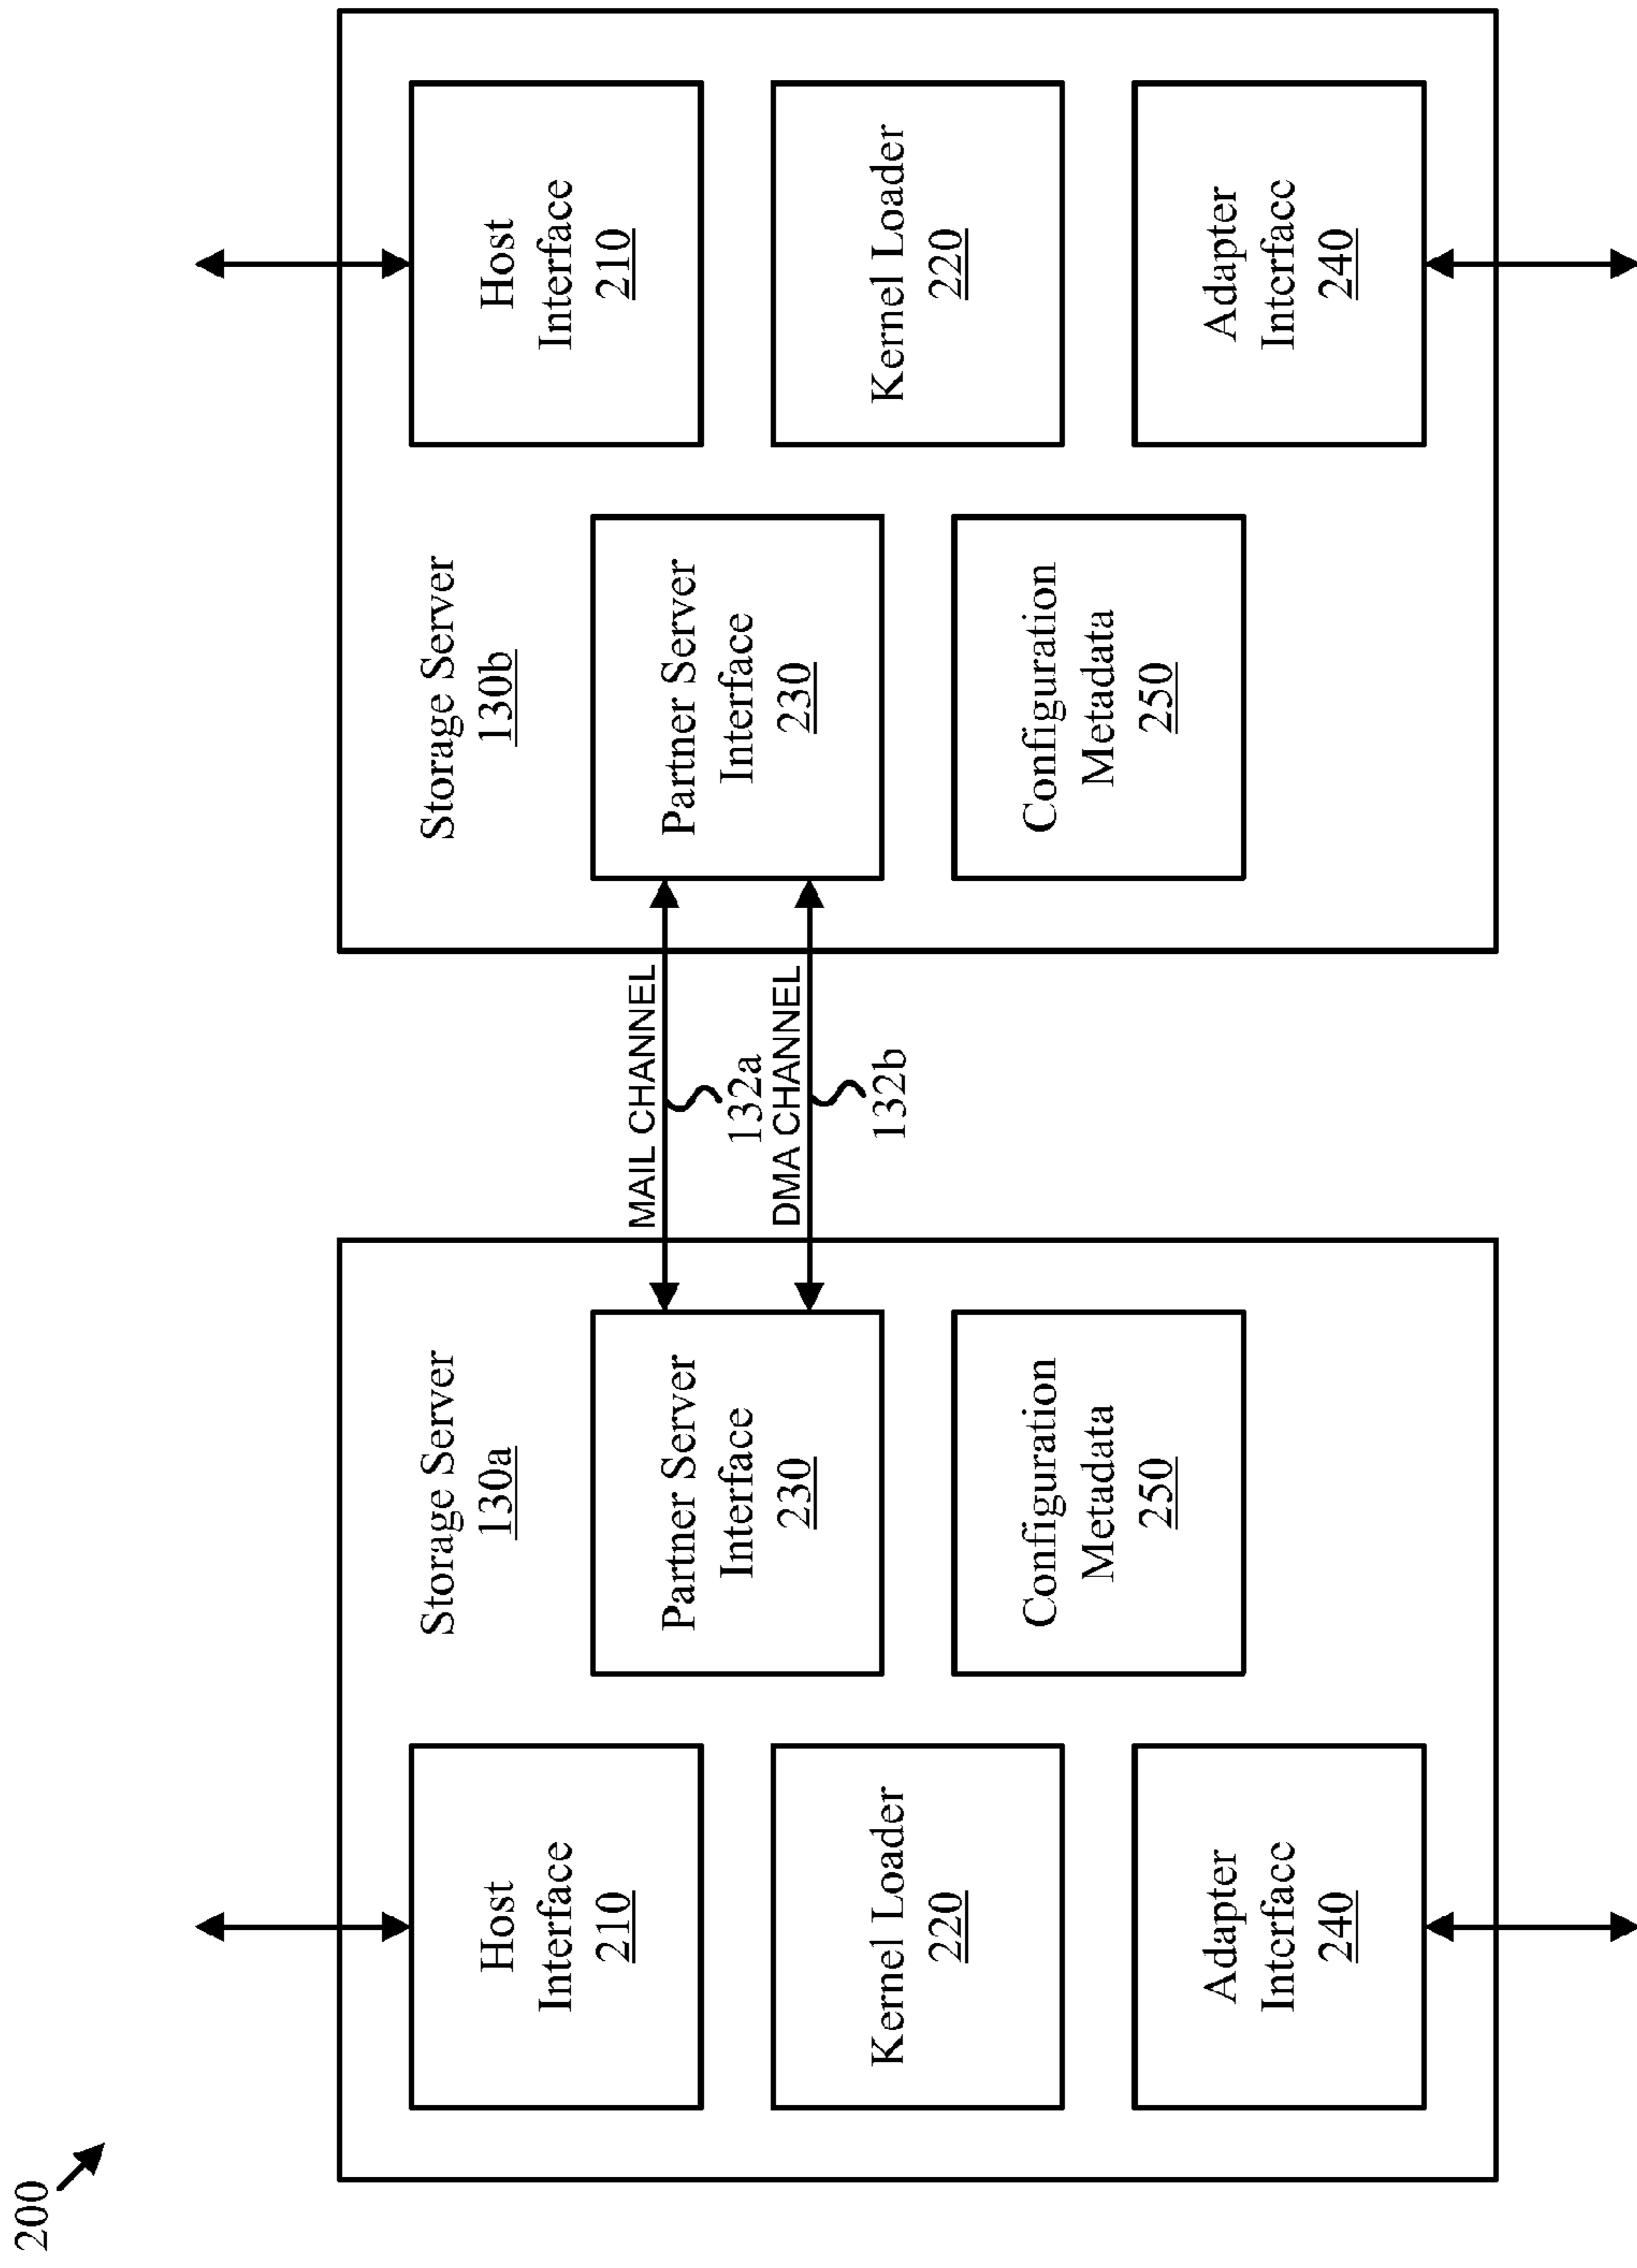 200
Storage Server
130a
Host
Interface
210
Partner Server
Interface
230
Kernel Loader
220
Configuration
Metadata
250
Adapter
Interface
240
MAIL CHANNEL
132a
DMA CHANNEL
132b
Storage Server
130b
Host
Interface
210
Partner Server
Interface
230
Kernel Loader
220
Configuration
Metadata
250
Adapter
Interface
240